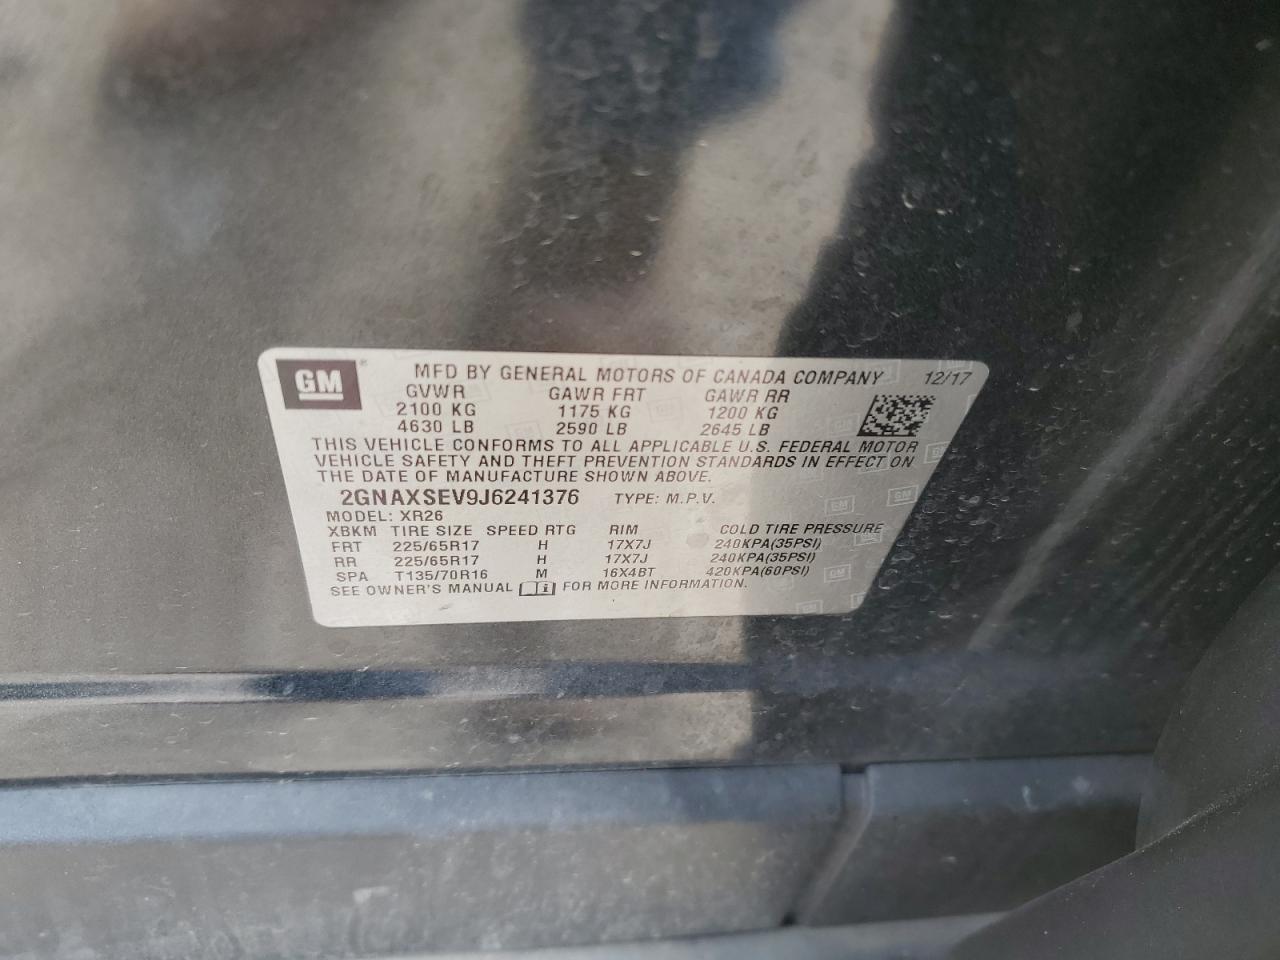 GM® MFD BY GENERAL MOTORS OF CANADA COMPANY 12/17
GVWR GAWR FRT GAWR RR
2100 KG 1175 KG 1200 KG
4630 LB 2590 LB 2645 LB
THIS VEHICLE CONFORMS TO ALL APPLICABLE U.S. FEDERAL MOTOR
VEHICLE SAFETY AND THEFT PREVENTION STANDARDS IN EFFECT ON
THE DATE OF MANUFACTURE SHOWN ABOVE.
2GNAXSEV9J6241376 TYPE: M.P.V.
MODEL: XR26
XBKM TIRE SIZE SPEED RTG RIM COLD TIRE PRESSURE
FRT 225/65R17 H 17X7J 240KPA(35PSI)
RR 225/65R17 H 17X7J 240KPA(35PSI)
SPA T135/70R16 M 16X4BT 420KPA(60PSI)
SEE OWNER'S MANUAL FOR MORE INFORMATION.